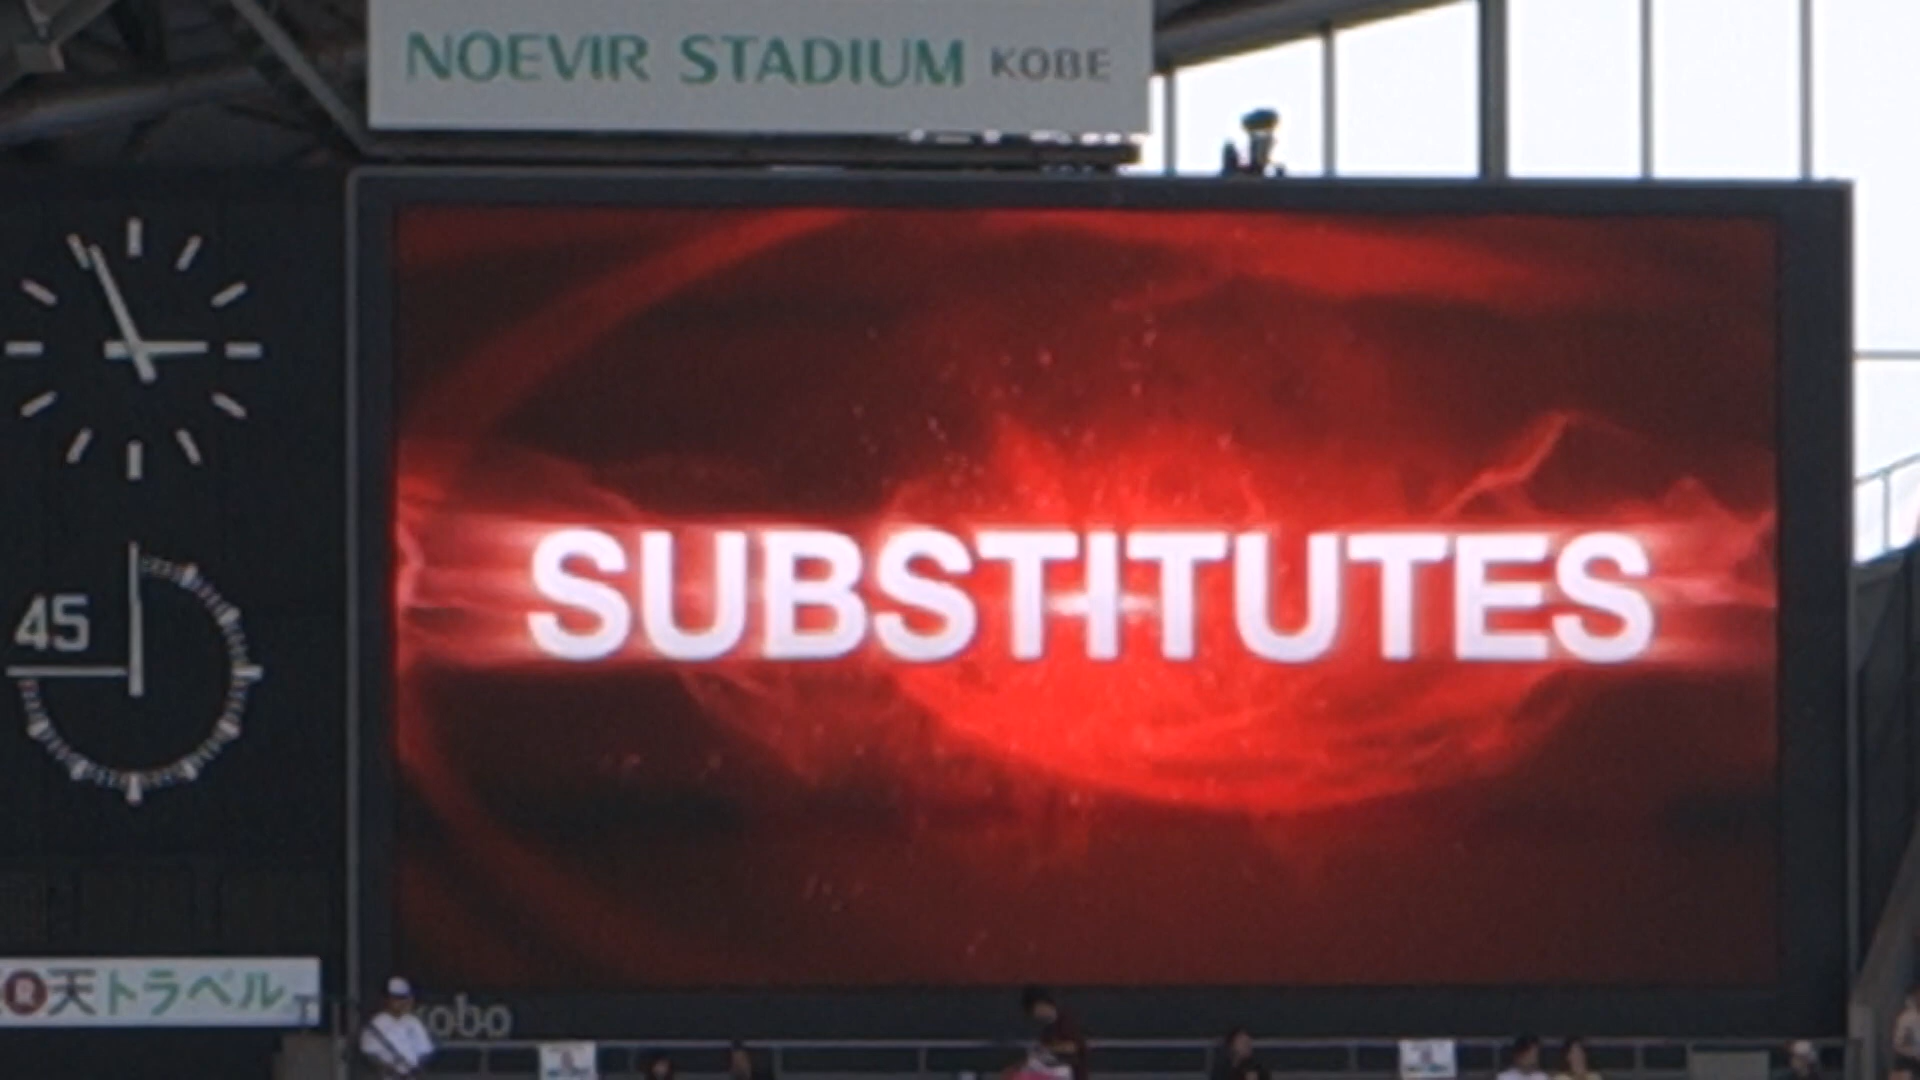 NOEVIR STADIUM KOBE
SUBSTITUTES
45
天トラベル
kobo